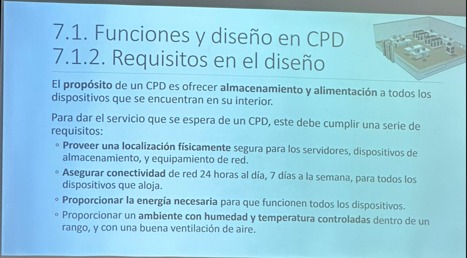 7.1. Funciones y diseño en CPD
7.1.2. Requisitos en el diseño
El propósito de un CPD es ofrecer almacenamiento y alimentación a todos los
dispositivos que se encuentran en su interior.
Para dar el servicio que se espera de un CPD, este debe cumplir una serie de
requisitos:
◦ Proveer una localización físicamente segura para los servidores, dispositivos de
almacenamiento, y equipamiento de red.
◦ Asegurar conectividad de red 24 horas al día, 7 días a la semana, para todos los
dispositivos que aloja.
◦ Proporcionar la energía necesaria para que funcionen todos los dispositivos.
◦ Proporcionar un ambiente con humedad y temperatura controladas dentro de un
rango, y con una buena ventilación de aire.